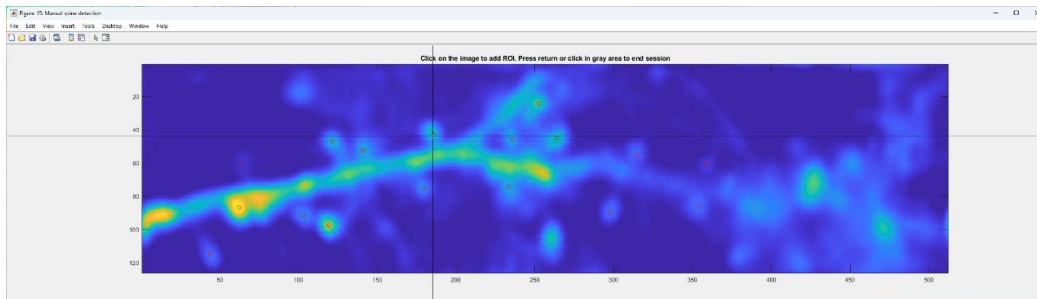 Figure 15: Manual spine detection
File Edit View Insert Tools Desktop Window Help
Click on the image to add ROI. Press return or click in gray area to end session
20
40
60
80
100
120
50 100 150 200 250 300 350 400 450 500